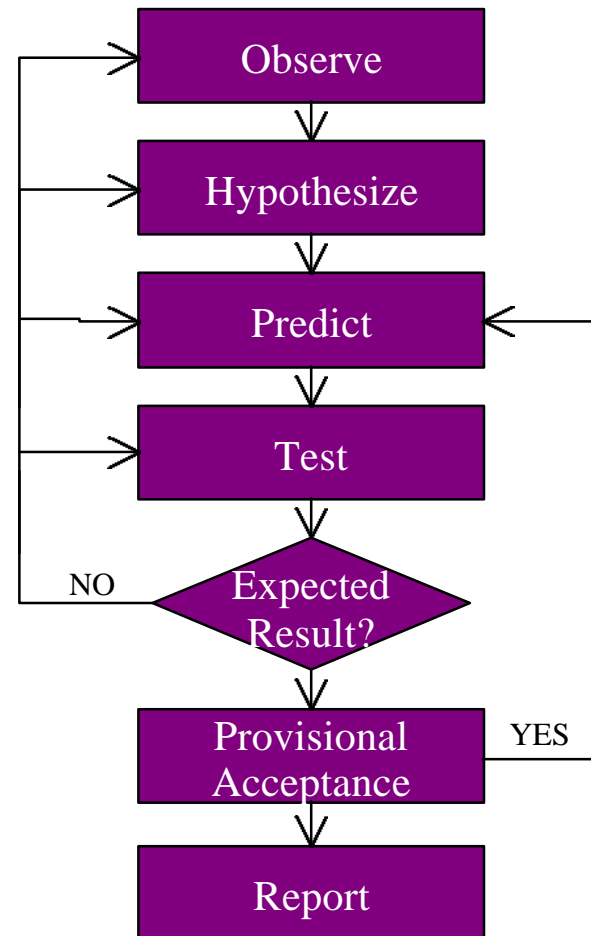 Observe
Hypothesize
Predict
Test
NO
Expected
Result?
Provisional
Acceptance
YES
Report